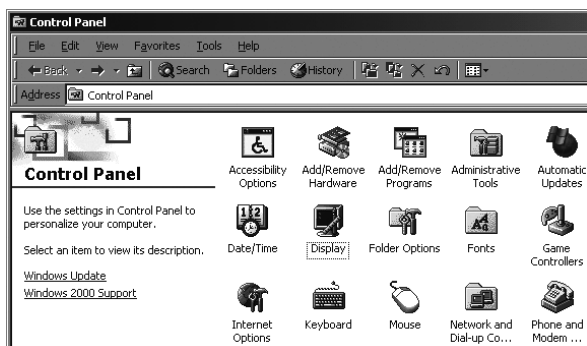 Control Panel
File Edit View Favorites Tools Help
Back Search Folders History
Address Control Panel
Control Panel
Use the settings in Control Panel to
personalize your computer.
Select an item to view its description.
Windows Update
Windows 2000 Support
Accessibility
Options
Add/Remove
Hardware
Add/Remove
Programs
Administrative
Tools
Automatic
Updates
12
Date/Time
Display
Folder Options
Fonts
Game
Controllers
Internet
Options
Keyboard
Mouse
Network and
Dial-up Co...
Phone and
Modem ...